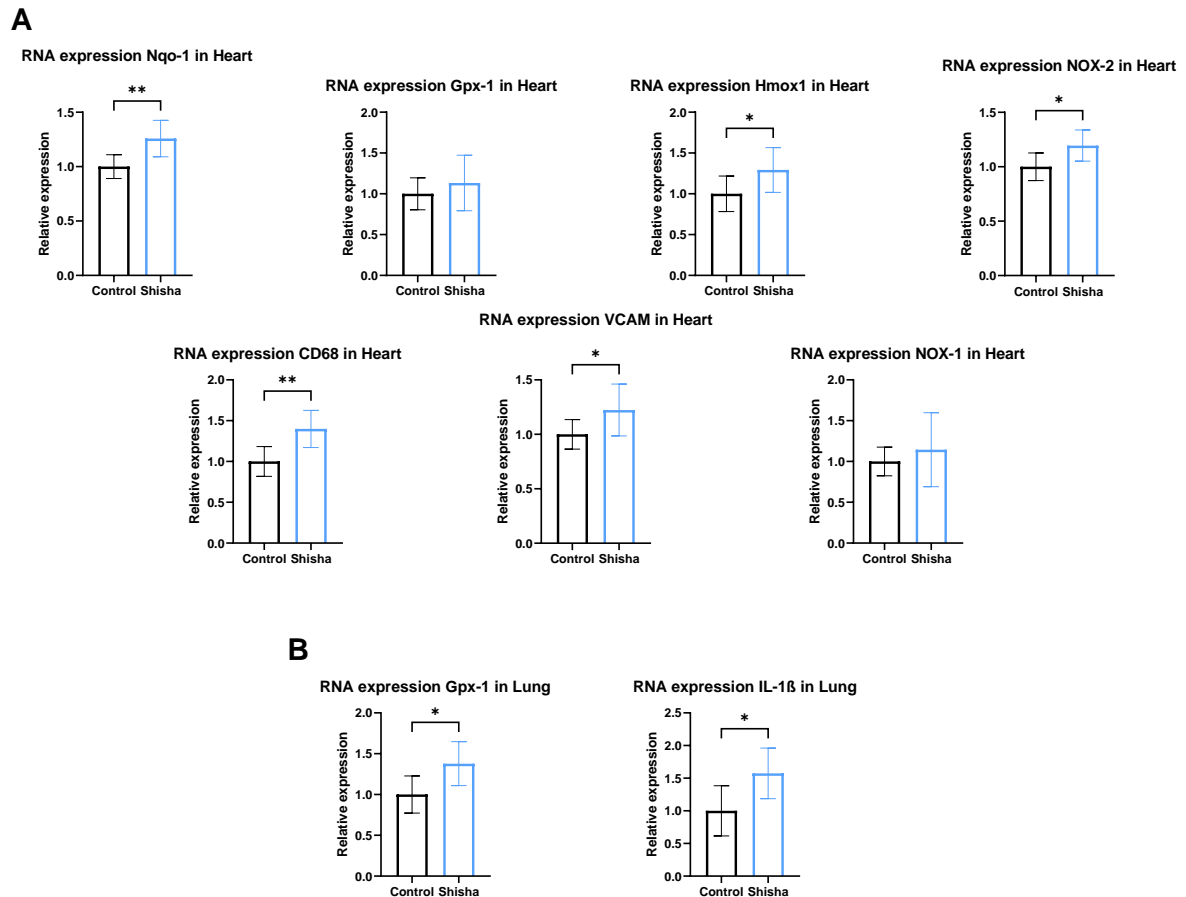 A
RNA expression Nqo-1 in Heart
**
Relative expression
1.5
1.0
0.5
0.0
Control Shisha
RNA expression Gpx-1 in Heart
Relative expression
2.0
1.5
1.0
0.5
0.0
Control Shisha
RNA expression Hmox1 in Heart
*
Relative expression
2.0
1.5
1.0
0.5
0.0
Control Shisha
RNA expression NOX-2 in Heart
*
Relative expression
1.5
1.0
0.5
0.0
Control Shisha
RNA expression CD68 in Heart
**
Relative expression
2.0
1.5
1.0
0.5
0.0
Control Shisha
RNA expression VCAM in Heart
*
Relative expression
1.5
1.0
0.5
0.0
Control Shisha
RNA expression NOX-1 in Heart
Relative expression
2.0
1.5
1.0
0.5
0.0
Control Shisha
B
RNA expression Gpx-1 in Lung
*
Relative expression
2.0
1.5
1.0
0.5
0.0
Control Shisha
RNA expression IL-1ß in Lung
*
Relative expression
2.5
2.0
1.5
1.0
0.5
0.0
Control Shisha